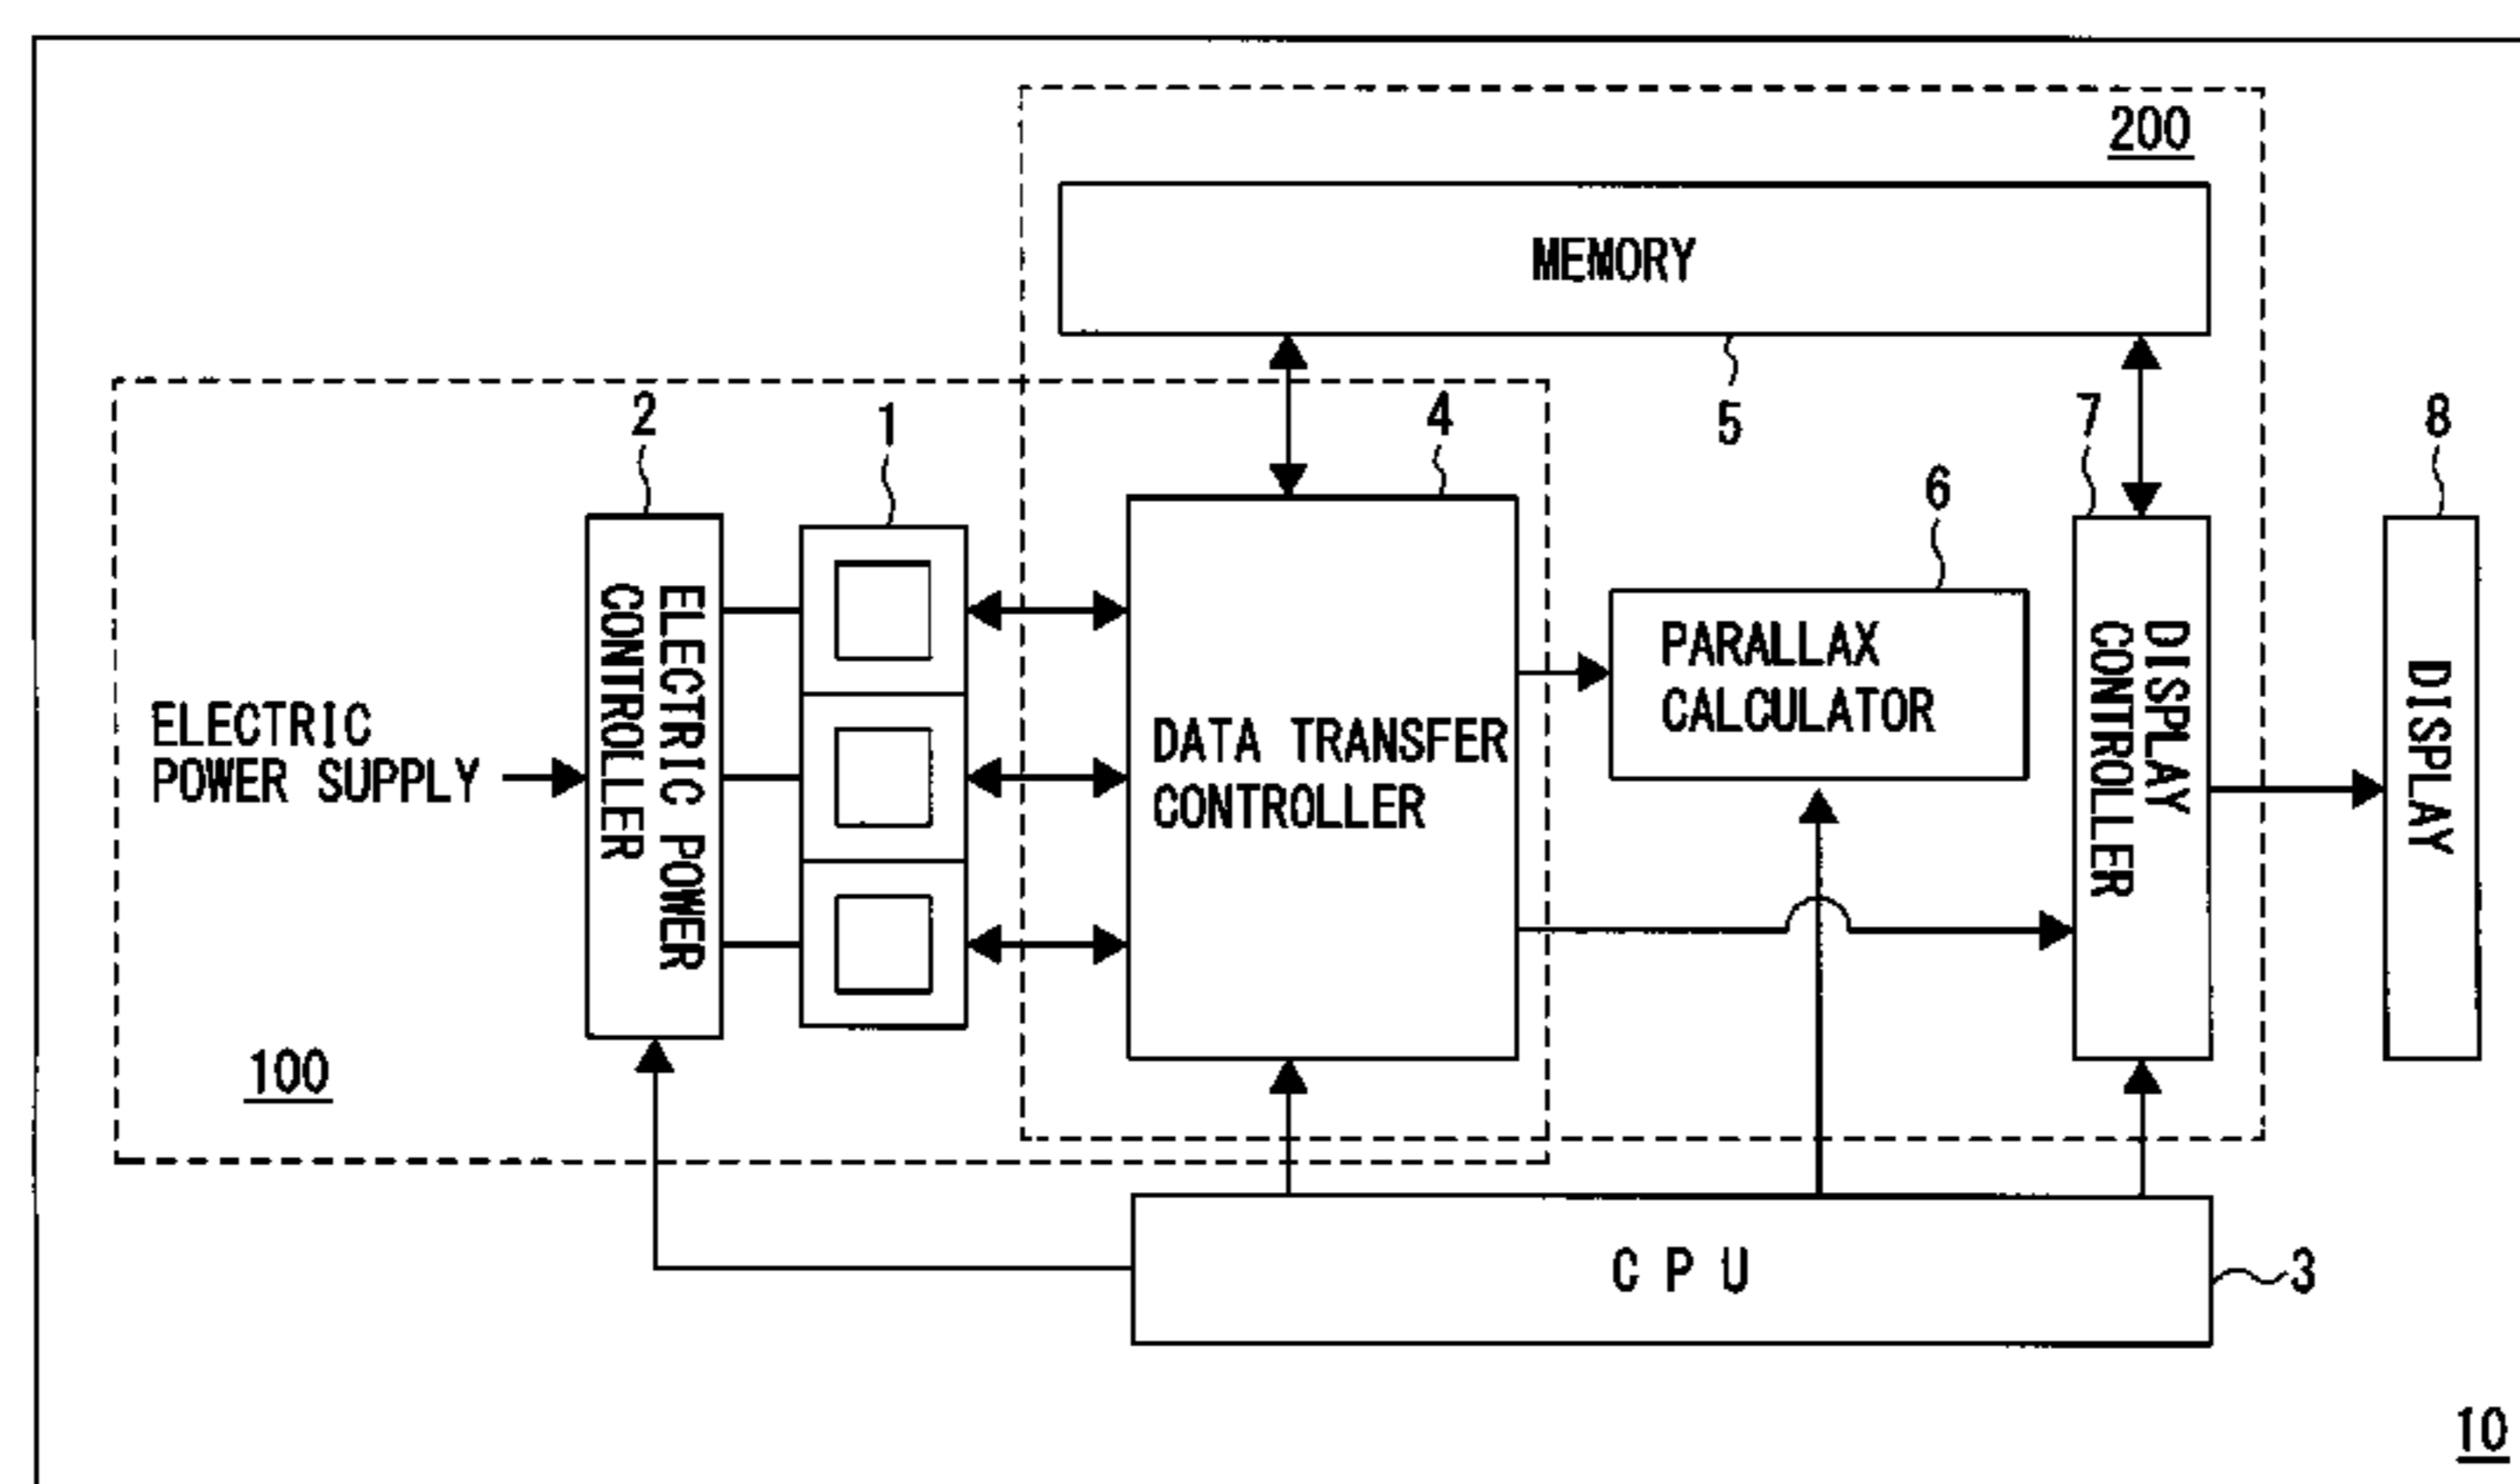 200
MEMORY
2
1
4
5
7
8
6
ELECTRIC POWER
CONTROLLER
PARALLAX
CALCULATOR
DISPLAY
CONTROLLER
DISPLAY
ELECTRIC
POWER SUPPLY
DATA TRANSFER
CONTROLLER
100
CPU
3
10